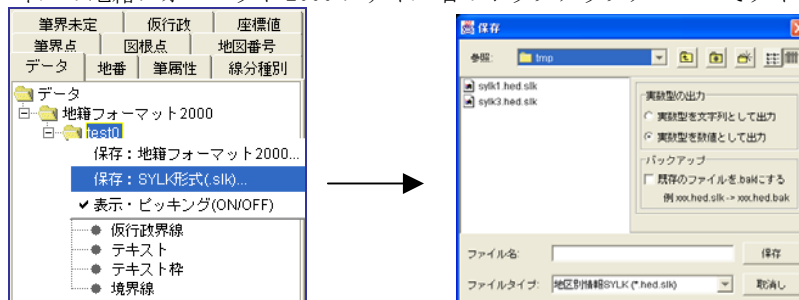 筆界未定 仮行政 座標値
筆界点 図根点 地図番号
データ 地番 筆属性 線分種別
データ
地籍フォーマット2000
test0
保存：地籍フォーマット2000...
保存：SYLK形式(.slk)...
表示・ピッキング(ON/OFF)
仮行政界線
テキスト
テキスト枠
境界線
保存
参照: tmp
sylk1.hed.slk
sylk3.hed.slk
実数型の出力
実数型を文字列として出力
実数型を数値として出力
バックアップ
既存のファイルを.bakにする
例 xxx.hed.slk -> xxx.hed.bak
ファイル名: 保存
ファイルタイプ: 地区別情報SYLK (*.hed.slk) 取消し